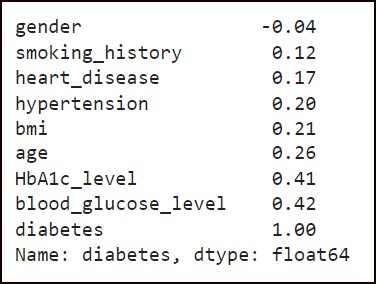 gender -0.04
smoking_history 0.12
heart_disease 0.17
hypertension 0.20
bmi 0.21
age 0.26
HbA1c_level 0.41
blood_glucose_level 0.42
diabetes 1.00
Name: diabetes, dtype: float64